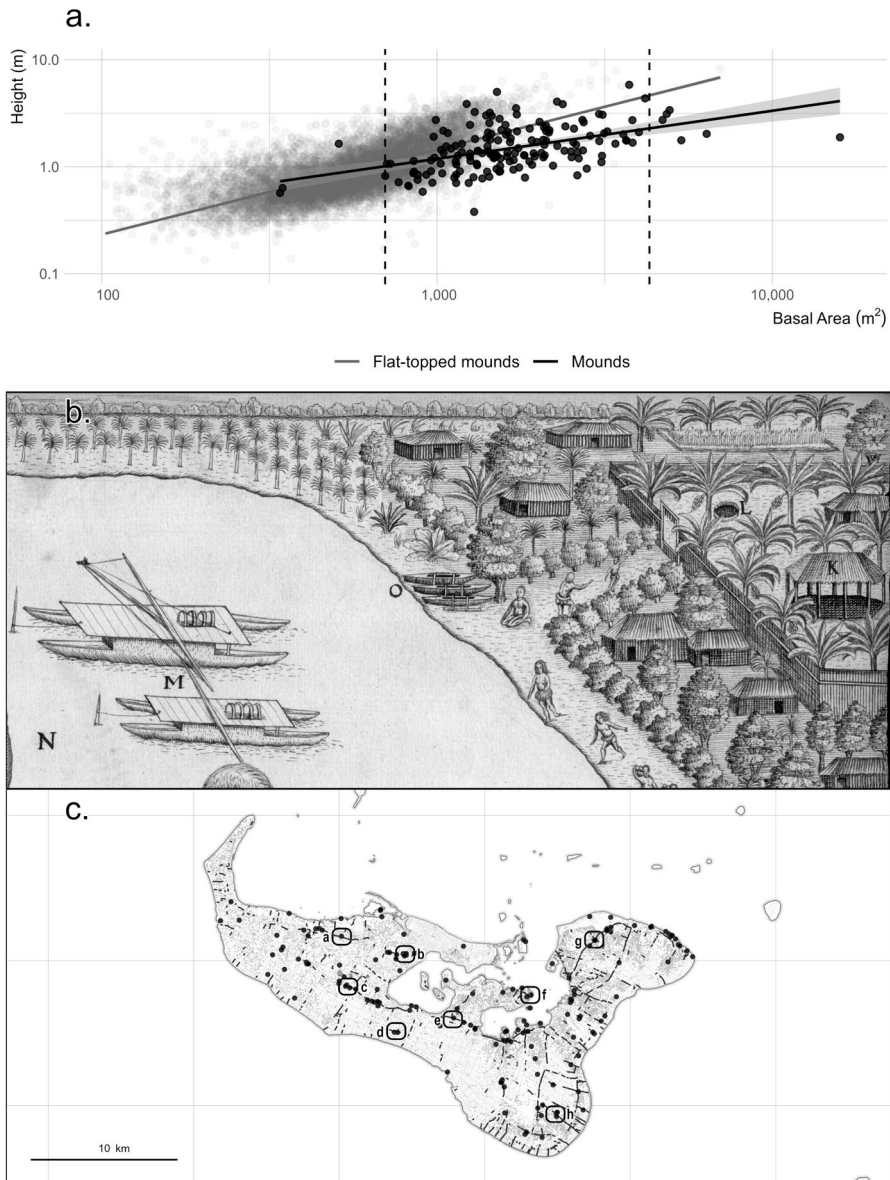 a.
Height (m)
10.0
1.0
0.1
100
1,000
10,000
Basal Area (m²)
Flat-topped mounds
Mounds
b.
W
L
K
O
M
N
c.
a
b
g
c
f
e
d
h
10 km